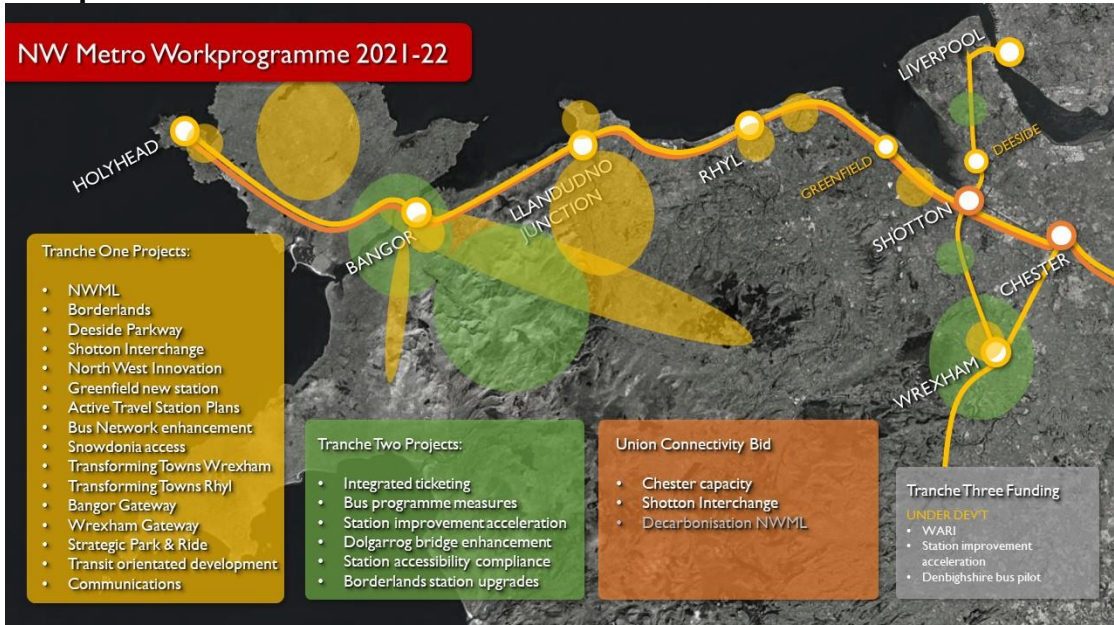 NW Metro Workprogramme 2021-22
LIVERPOOL
DEESIDE
HOLYHEAD
BANGOR
LLANDUDNO
JUNCTION
RHYL
GREENFIELD
SHOTTON
CHESTER
WREXHAM
Tranche One Projects:
• NWML
• Borderlands
• Deeside Parkway
• Shotton Interchange
• North West Innovation
• Greenfield new station
• Active Travel Station Plans
• Bus Network enhancement
• Snowdonia access
• Transforming Towns Wrexham
• Transforming Towns Rhyl
• Bangor Gateway
• Wrexham Gateway
• Strategic Park & Ride
• Transit orientated development
• Communications
Tranche Two Projects:
• Integrated ticketing
• Bus programme measures
• Station improvement acceleration
• Dolgarrog bridge enhancement
• Station accessibility compliance
• Borderlands station upgrades
Union Connectivity Bid
• Chester capacity
• Shotton Interchange
• Decarbonisation NWML
Tranche Three Funding
UNDER DEV'T
• WARI
• Station improvement
acceleration
• Denbighshire bus pilot